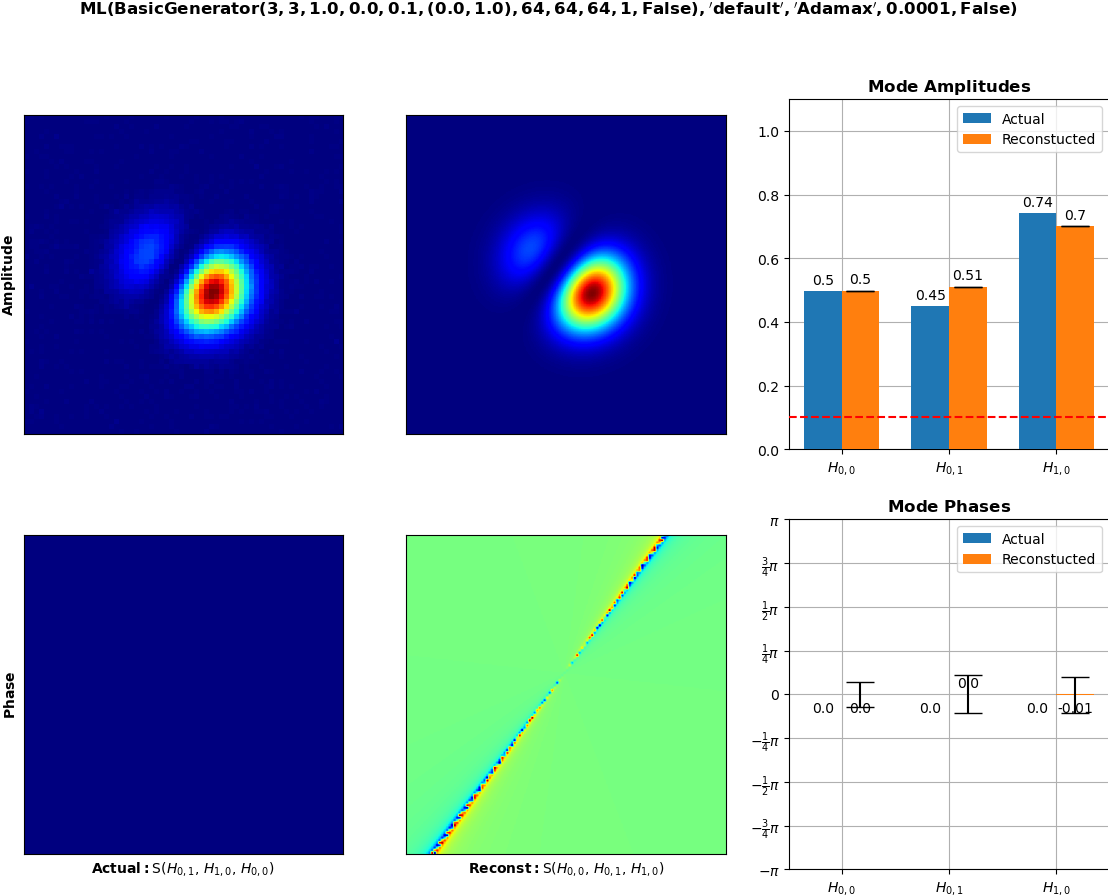 ML(BasicGenerator(3, 3, 1.0, 0.0, 0.1, (0.0, 1.0), 64, 64, 64, 1, False), ′default′, ′Adamax′, 0.0001, False)
Amplitude
Mode Amplitudes
Actual
Reconstucted
1.0
0.8
0.6
0.4
0.2
0.0
0.5
0.5
0.45
0.51
0.74
0.7
H0,0
H0,1
H1,0
Phase
Actual: S(H0,1, H1,0, H0,0)
Reconst: S(H0,0, H0,1, H1,0)
Mode Phases
Actual
Reconstucted
π
3/4π
1/2π
1/4π
0
−1/4π
−1/2π
−3/4π
−π
0.0
0.0
0.0
0.0
0.0
-0.01
H0,0
H0,1
H1,0